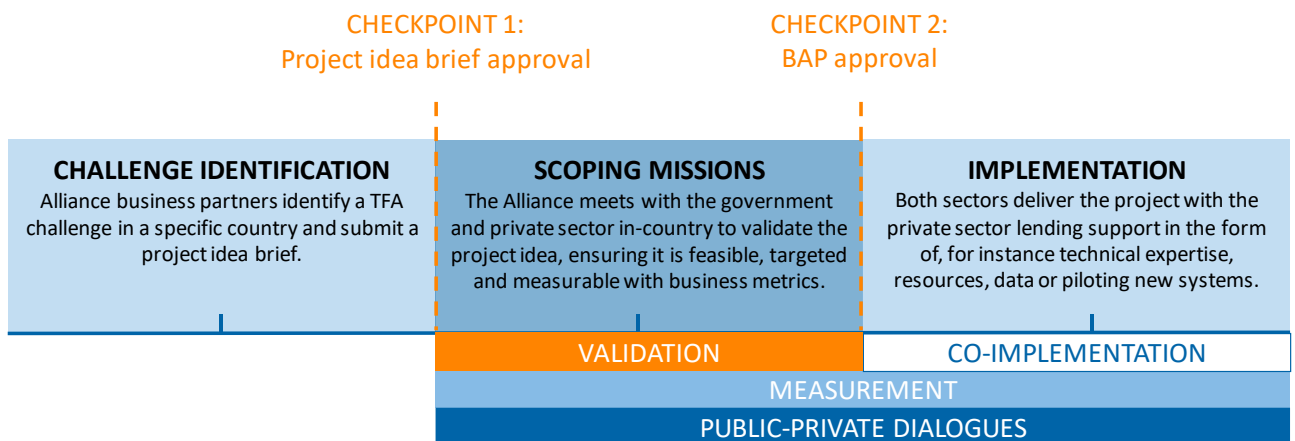 CHECKPOINT 1:
Project idea brief approval
CHECKPOINT 2:
BAP approval
CHALLENGE IDENTIFICATION
Alliance business partners identify a TFA
challenge in a specific country and submit a
project idea brief.
SCOPING MISSIONS
The Alliance meets with the government
and private sector in-country to validate the
project idea, ensuring it is feasible, targeted
and measurable with business metrics.
IMPLEMENTATION
Both sectors deliver the project with the
private sector lending support in the form
of, for instance technical expertise,
resources, data or piloting new systems.
VALIDATION
CO-IMPLEMENTATION
MEASUREMENT
PUBLIC-PRIVATE DIALOGUES